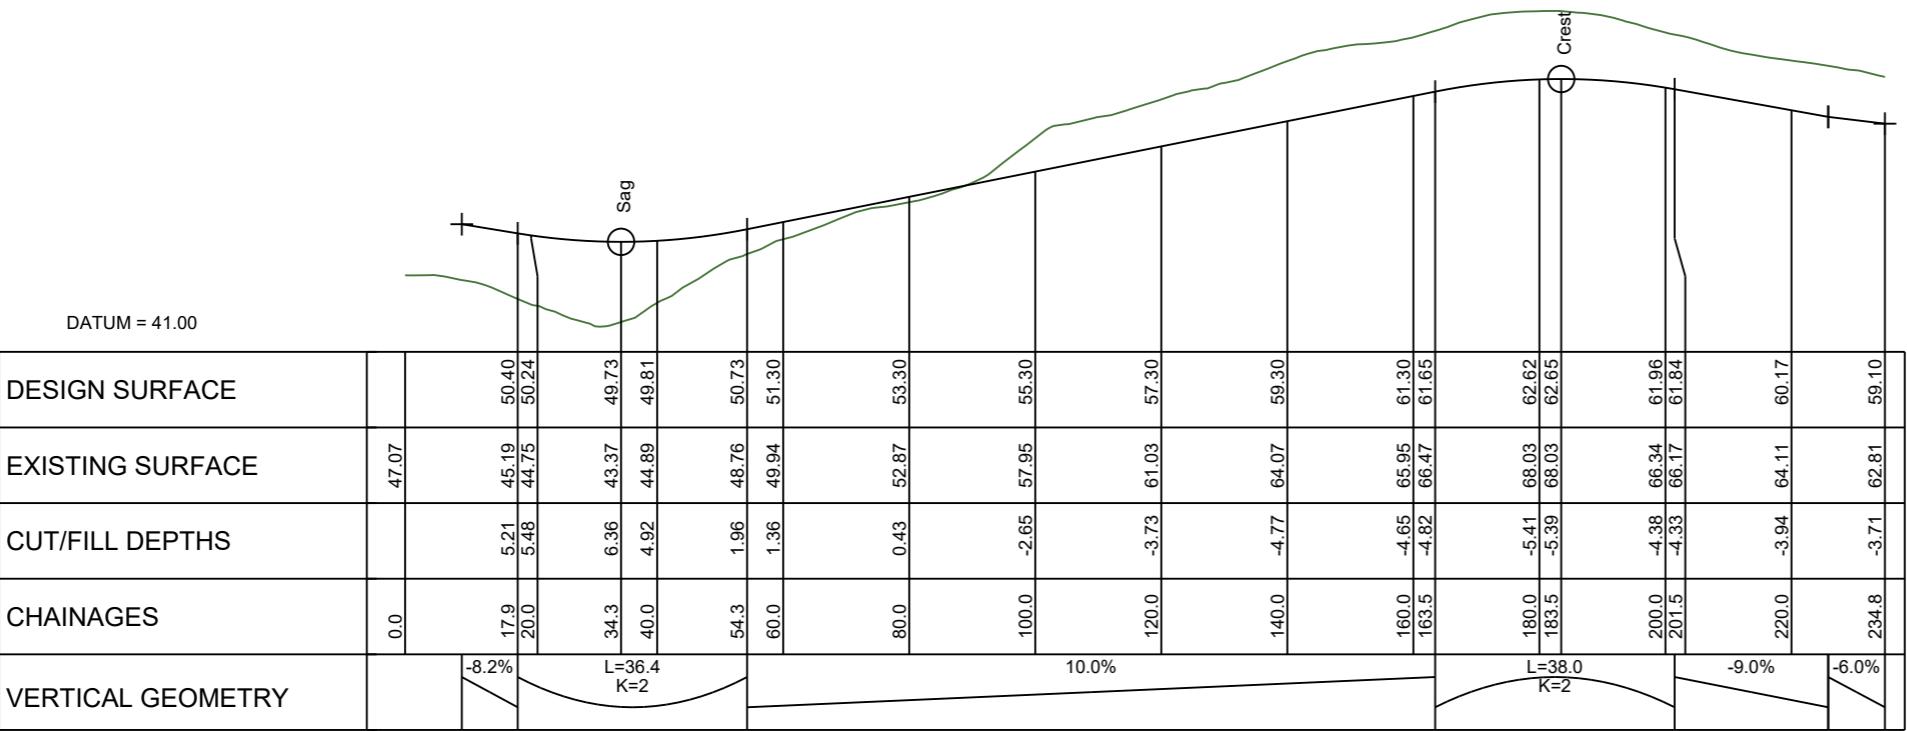 Crest
Sag
DATUM = 41.00
DESIGN SURFACE 50.40 50.24 49.73 49.81 50.73 51.30 53.30 55.30 57.30 59.30 61.30 61.65 62.62 62.65 61.96 61.84 60.17 59.10
EXISTING SURFACE 47.07 45.19 44.75 43.37 44.89 48.76 49.94 52.87 57.95 61.03 64.07 65.95 66.47 68.03 68.03 66.34 66.17 64.11 62.81
CUT/FILL DEPTHS 5.21 5.48 6.36 4.92 1.96 1.36 0.43 -2.65 -3.73 -4.77 -4.65 -4.82 -5.41 -5.39 -4.38 -4.33 -3.94 -3.71
CHAINAGES 0.0 17.9 20.0 34.3 40.0 54.3 60.0 80.0 100.0 120.0 140.0 160.0 163.5 180.0 183.5 200.0 201.5 220.0 234.8
-8.2% L=36.4 10.0% L=38.0 -9.0% -6.0%
K=2 K=2
VERTICAL GEOMETRY